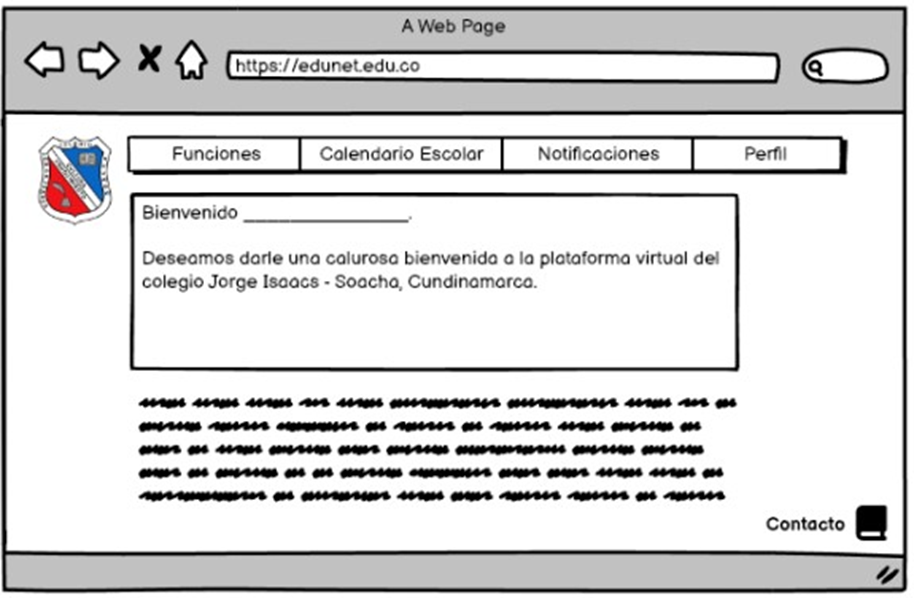 A Web Page
https://edunet.edu.co
Funciones
Calendario Escolar
Notificaciones
Perfil
Bienvenido ________________.
Deseamos darle una calurosa bienvenida a la plataforma virtual del
colegio Jorge Isaacs - Soacha, Cundinamarca.
Contacto